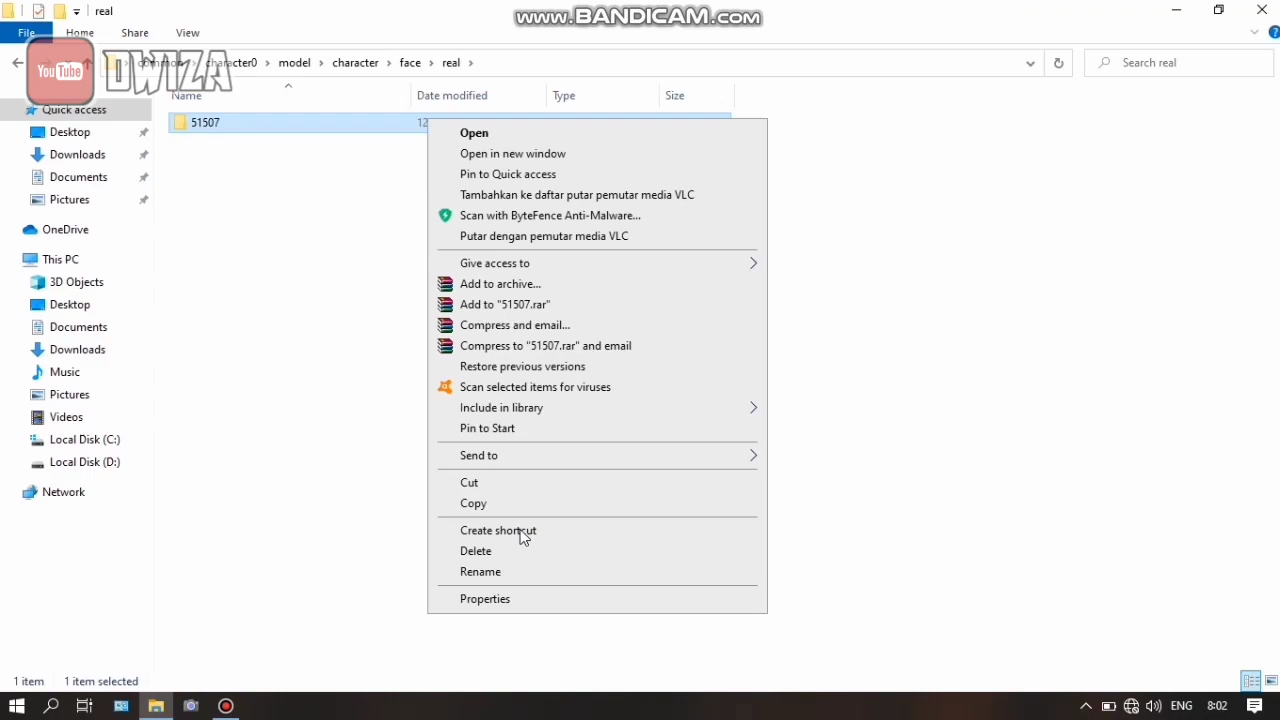 real
www.BANDICAM.com
File
Home
Share
View
YouTube
DWIZA
common
character0
model
character
face
real
Search real
Name
Date modified
Type
Size
Quick access
Desktop
Downloads
Documents
Pictures
OneDrive
This PC
3D Objects
Desktop
Documents
Downloads
Music
Pictures
Videos
Local Disk (C:)
Local Disk (D:)
Network
51507
12
Open
Open in new window
Pin to Quick access
Tambahkan ke daftar putar pemutar media VLC
Scan with ByteFence Anti-Malware...
Putar dengan pemutar media VLC
Give access to
Add to archive...
Add to "51507.rar"
Compress and email...
Compress to "51507.rar" and email
Restore previous versions
Scan selected items for viruses
Include in library
Pin to Start
Send to
Cut
Copy
Create shortcut
Delete
Rename
Properties
1 item
1 item selected
ENG
8:02